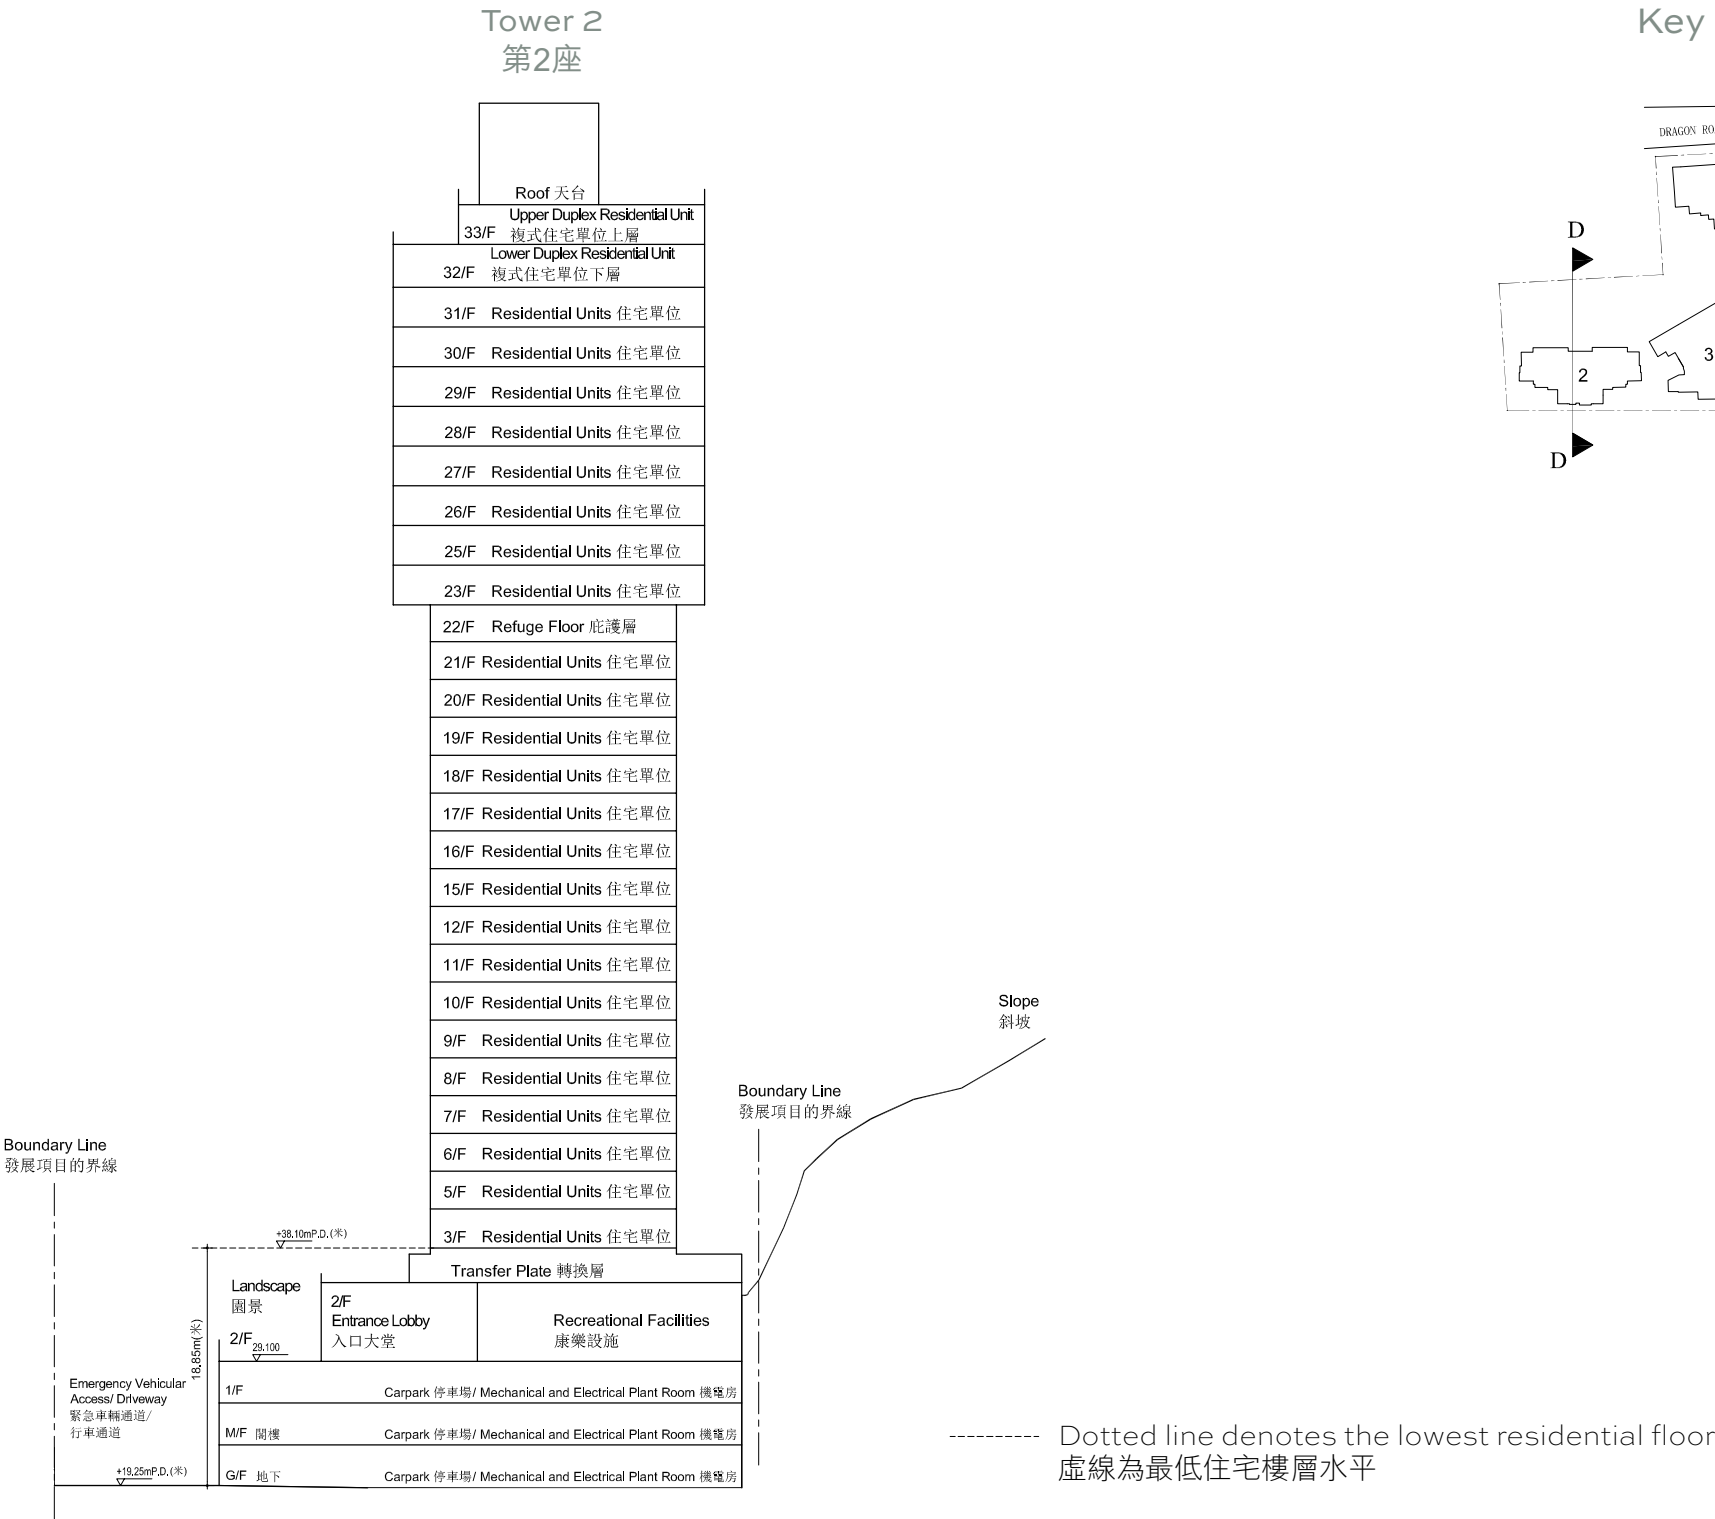 Tower 2
第2座
Key
DRAGON RO
D
2
3
D
Roof 天台
Upper Duplex Residential Unit
33/F 複式住宅單位上層
Lower Duplex Residential Unit
32/F 複式住宅單位下層
31/F Residential Units 住宅單位
30/F Residential Units 住宅單位
29/F Residential Units 住宅單位
28/F Residential Units 住宅單位
27/F Residential Units 住宅單位
26/F Residential Units 住宅單位
25/F Residential Units 住宅單位
23/F Residential Units 住宅單位
22/F Refuge Floor 庇護層
21/F Residential Units 住宅單位
20/F Residential Units 住宅單位
19/F Residential Units 住宅單位
18/F Residential Units 住宅單位
17/F Residential Units 住宅單位
16/F Residential Units 住宅單位
15/F Residential Units 住宅單位
12/F Residential Units 住宅單位
11/F Residential Units 住宅單位
10/F Residential Units 住宅單位
9/F Residential Units 住宅單位
8/F Residential Units 住宅單位
7/F Residential Units 住宅單位
6/F Residential Units 住宅單位
5/F Residential Units 住宅單位
3/F Residential Units 住宅單位
Transfer Plate 轉換層
Slope
斜坡
Boundary Line
發展項目的界線
Boundary Line
發展項目的界線
+38.10mP.D.(米)
18.85m(米)
Landscape
園景
2/F
29.100
2/F
Entrance Lobby
入口大堂
Recreational Facilities
康樂設施
Emergency Vehicular
Access/ Driveway
緊急車輛通道/
行車通道
+19.25mP.D.(米)
1/F Carpark 停車場/ Mechanical and Electrical Plant Room 機電房
M/F 閣樓 Carpark 停車場/ Mechanical and Electrical Plant Room 機電房
G/F 地下 Carpark 停車場/ Mechanical and Electrical Plant Room 機電房
Dotted line denotes the lowest residential floor
虛線為最低住宅樓層水平